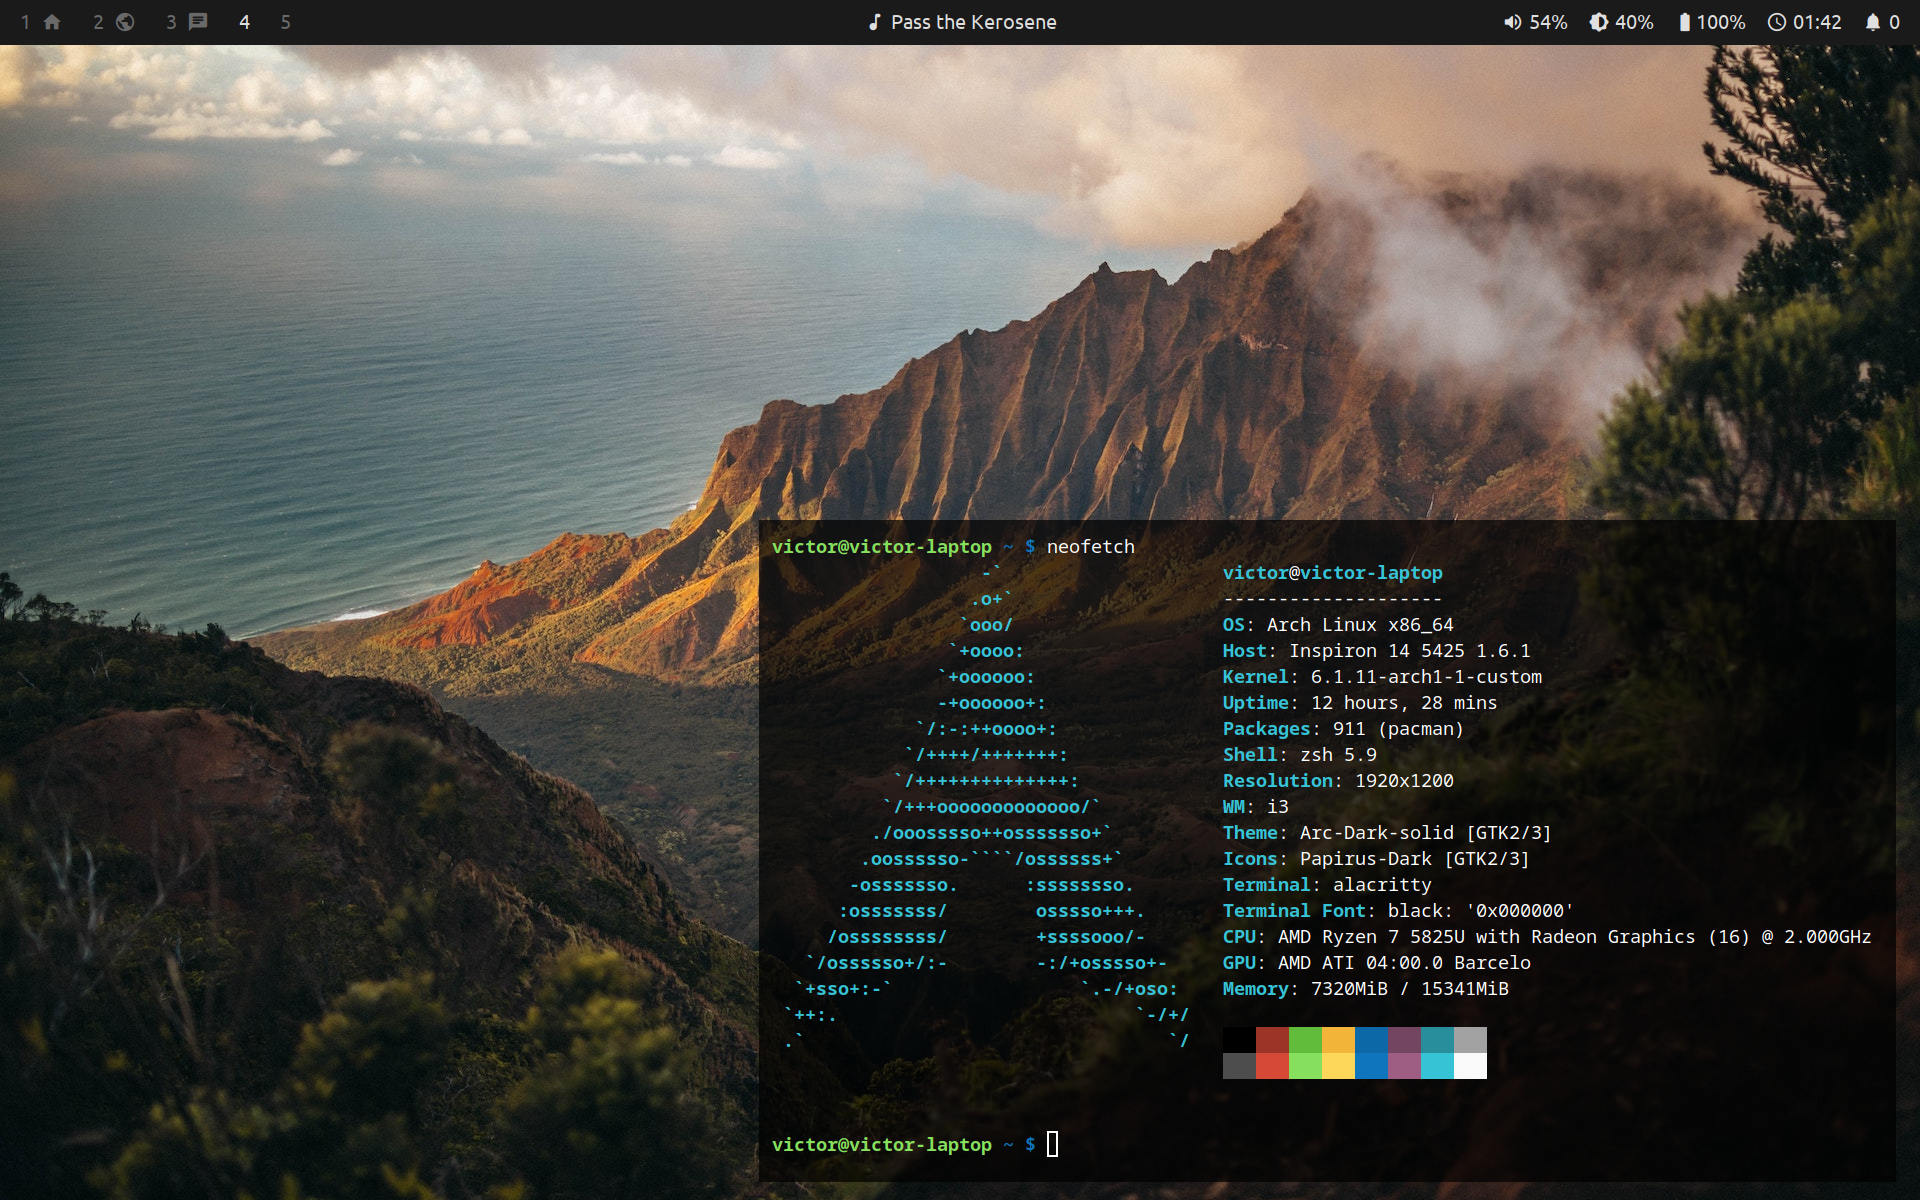 1 2 3 4 5
Pass the Kerosene
54% 40% 100% 01:42 0
victor@victor-laptop ~ $ neofetch
-`
.o+`
`ooo/
`+oooo:
`+oooooo:
-+oooooo+:
`/:-:++oooo+:
`/++++/+++++++:
`/++++++++++++++:
`/+++ooooooooooooo/`
./ooosssso++osssssso+`
.oossssso-````/ossssss+`
-osssssso. :ssssssso.
:osssssss/ osssso+++.
/ossssssss/ +ssssooo/-
`/ossssso+/:- -:/+osssso+-
`+sso+:-` `.-/+oso:
`++:. `-/+/
.` `/
victor@victor-laptop
--------------------
OS: Arch Linux x86_64
Host: Inspiron 14 5425 1.6.1
Kernel: 6.1.11-arch1-1-custom
Uptime: 12 hours, 28 mins
Packages: 911 (pacman)
Shell: zsh 5.9
Resolution: 1920x1200
WM: i3
Theme: Arc-Dark-solid [GTK2/3]
Icons: Papirus-Dark [GTK2/3]
Terminal: alacritty
Terminal Font: black: '0x000000'
CPU: AMD Ryzen 7 5825U with Radeon Graphics (16) @ 2.000GHz
GPU: AMD ATI 04:00.0 Barcelo
Memory: 7320MiB / 15341MiB
victor@victor-laptop ~ $